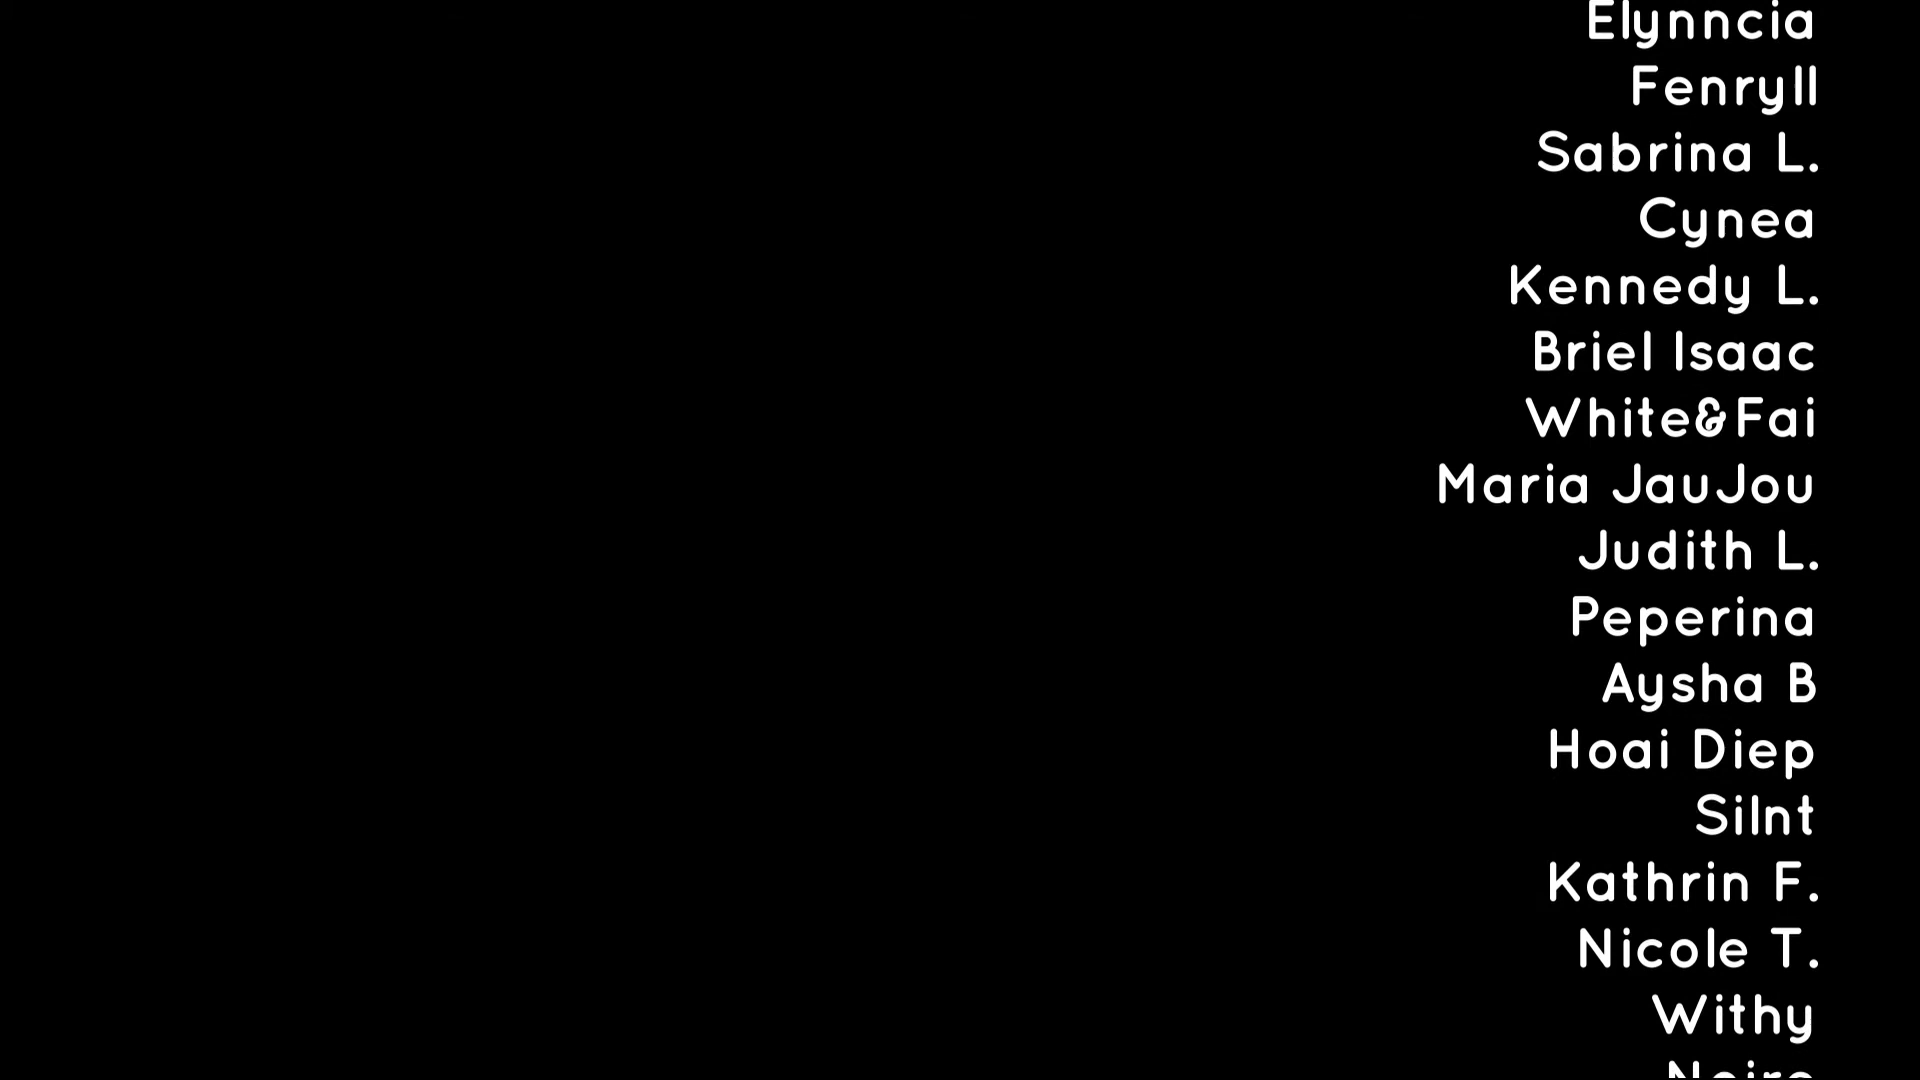 Elynncia
Fenryll
Sabrina L.
Cynea
Kennedy L.
Briel Isaac
White&Fai
Maria JauJou
Judith L.
Peperina
Aysha B
Hoai Diep
Silnt
Kathrin F.
Nicole T.
Withy